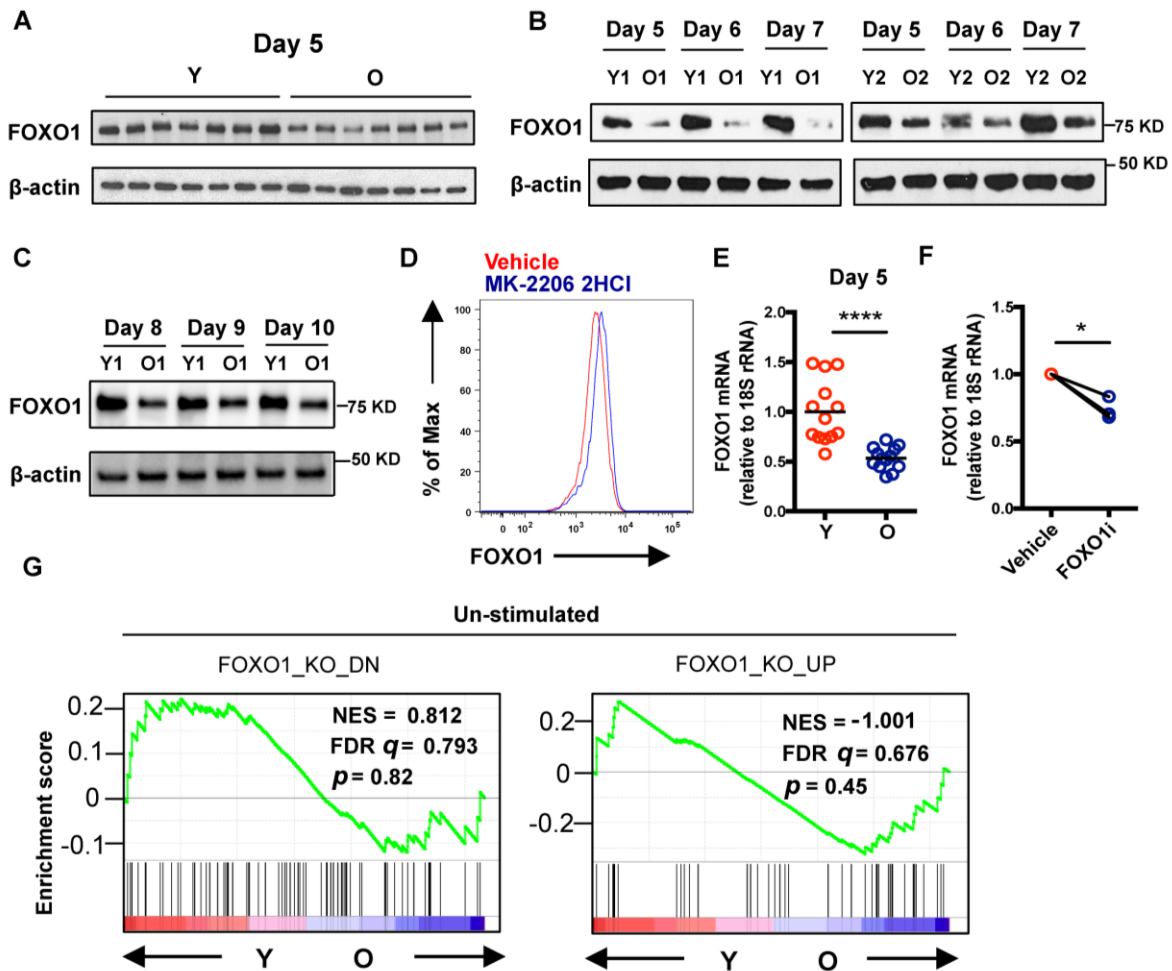 A
Day 5
Y O
FOXO1
β-actin
B
Day 5 Day 6 Day 7 Day 5 Day 6 Day 7
Y1 O1 Y1 O1 Y1 O1 Y2 O2 Y2 O2 Y2 O2
FOXO1
75 KD
50 KD
β-actin
C
Day 8 Day 9 Day 10
Y1 O1 Y1 O1 Y1 O1
FOXO1
75 KD
50 KD
β-actin
D
Vehicle
MK-2206 2HCl
% of Max
100
80
60
40
20
0
0 10² 10³ 10⁴ 10⁵
FOXO1
E
Day 5
****
FOXO1 mRNA
(relative to 18S rRNA)
2.0
1.5
1.0
0.5
0.0
Y O
F
*
FOXO1 mRNA
(relative to 18S rRNA)
1.5
1.0
0.5
0.0
Vehicle
FOXO1i
G
Un-stimulated
FOXO1_KO_DN
Enrichment score
0.2
0.1
0
-0.1
NES = 0.812
FDR q = 0.793
p = 0.82
Y O
FOXO1_KO_UP
0.2
0
-0.2
NES = -1.001
FDR q = 0.676
p = 0.45
Y O